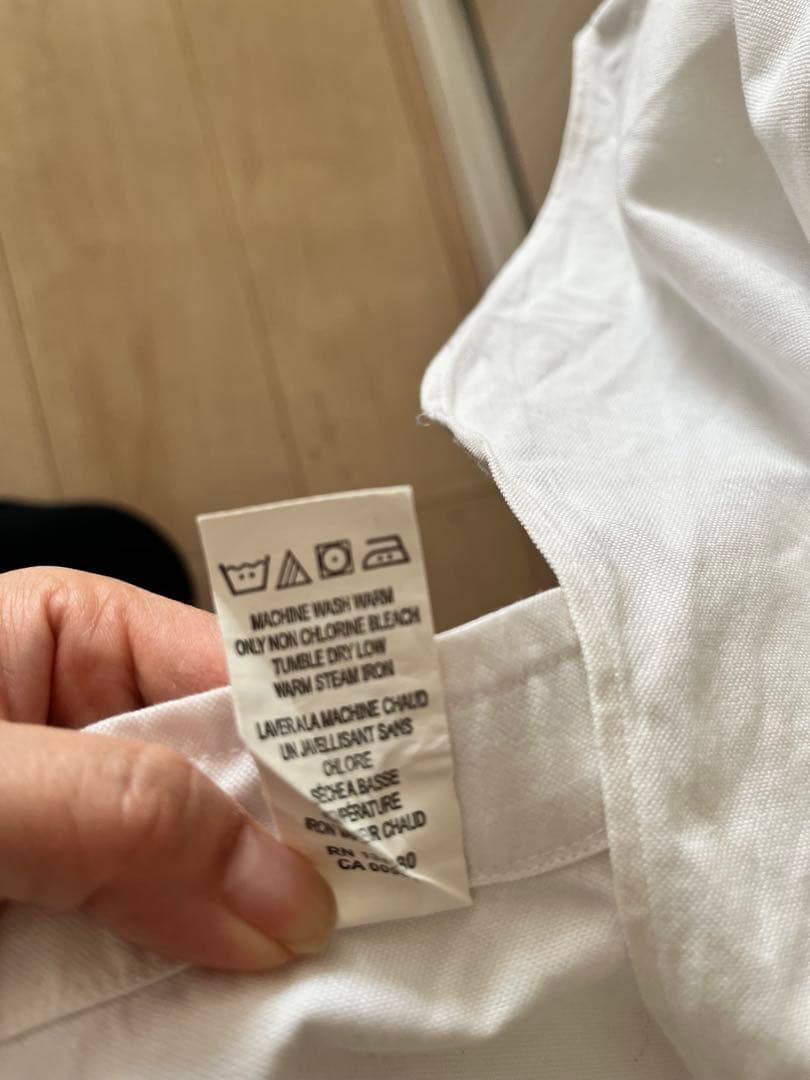 MACHINE WASH WARM
ONLY NON CHLORINE BLEACH
TUMBLE DRY LOW
WARM STEAM IRON
LAVER A LA MACHINE CHAUD
UN JAVELLISANT SANS
CHLORE
SÈCHE A BASSE
CHAUD
RN
CA